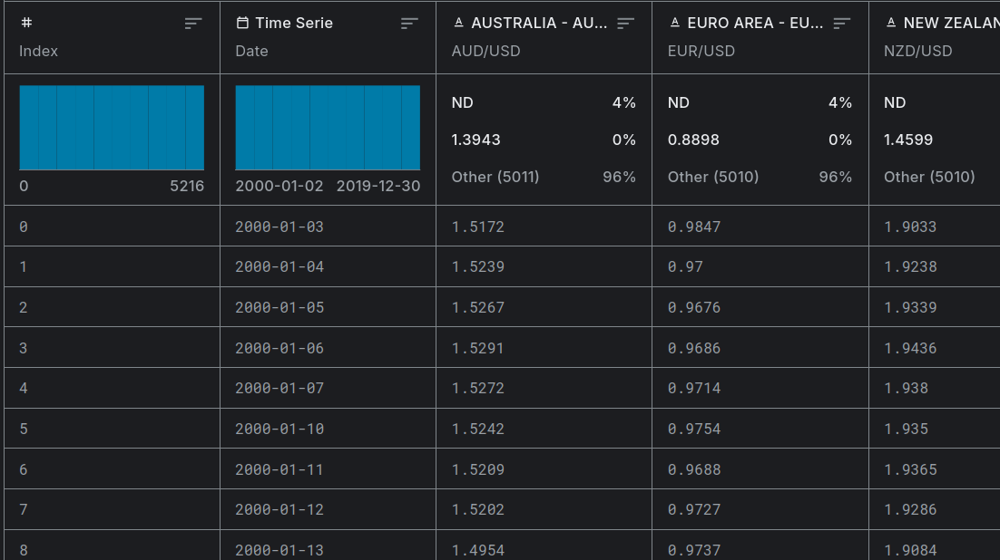 # Time Serie AUSTRALIA - AU... EURO AREA - EU... NEW ZEALAN
Index Date AUD/USD EUR/USD NZD/USD
ND 4% ND 4% ND
1.3943 0% 0.8898 0% 1.4599
Other (5011) 96% Other (5010) 96% Other (5010)
0 5216 2000-01-02 2019-12-30
0 2000-01-03 1.5172 0.9847 1.9033
1 2000-01-04 1.5239 0.97 1.9238
2 2000-01-05 1.5267 0.9676 1.9339
3 2000-01-06 1.5291 0.9686 1.9436
4 2000-01-07 1.5272 0.9714 1.938
5 2000-01-10 1.5242 0.9754 1.935
6 2000-01-11 1.5209 0.9688 1.9365
7 2000-01-12 1.5202 0.9727 1.9286
8 2000-01-13 1.4954 0.9737 1.9084